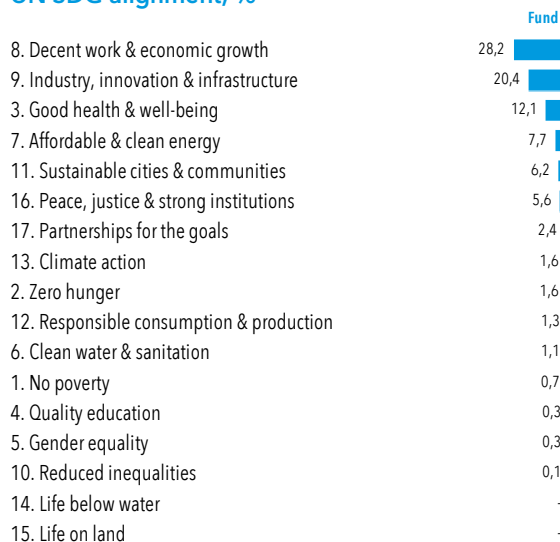 UN SDG alignment, %
Fund
8. Decent work & economic growth 28,2
9. Industry, innovation & infrastructure 20,4
3. Good health & well-being 12,1
7. Affordable & clean energy 7,7
11. Sustainable cities & communities 6,2
16. Peace, justice & strong institutions 5,6
17. Partnerships for the goals 2,4
13. Climate action 1,6
2. Zero hunger 1,6
12. Responsible consumption & production 1,3
6. Clean water & sanitation 1,1
1. No poverty 0,7
4. Quality education 0,3
5. Gender equality 0,3
10. Reduced inequalities 0,1
14. Life below water -
15. Life on land -